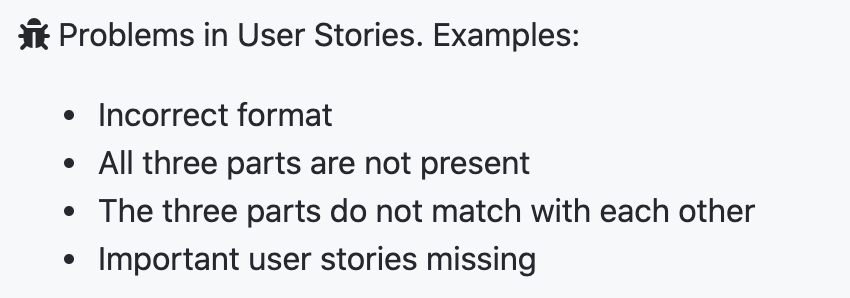 Problems in User Stories. Examples:
• Incorrect format
• All three parts are not present
• The three parts do not match with each other
• Important user stories missing